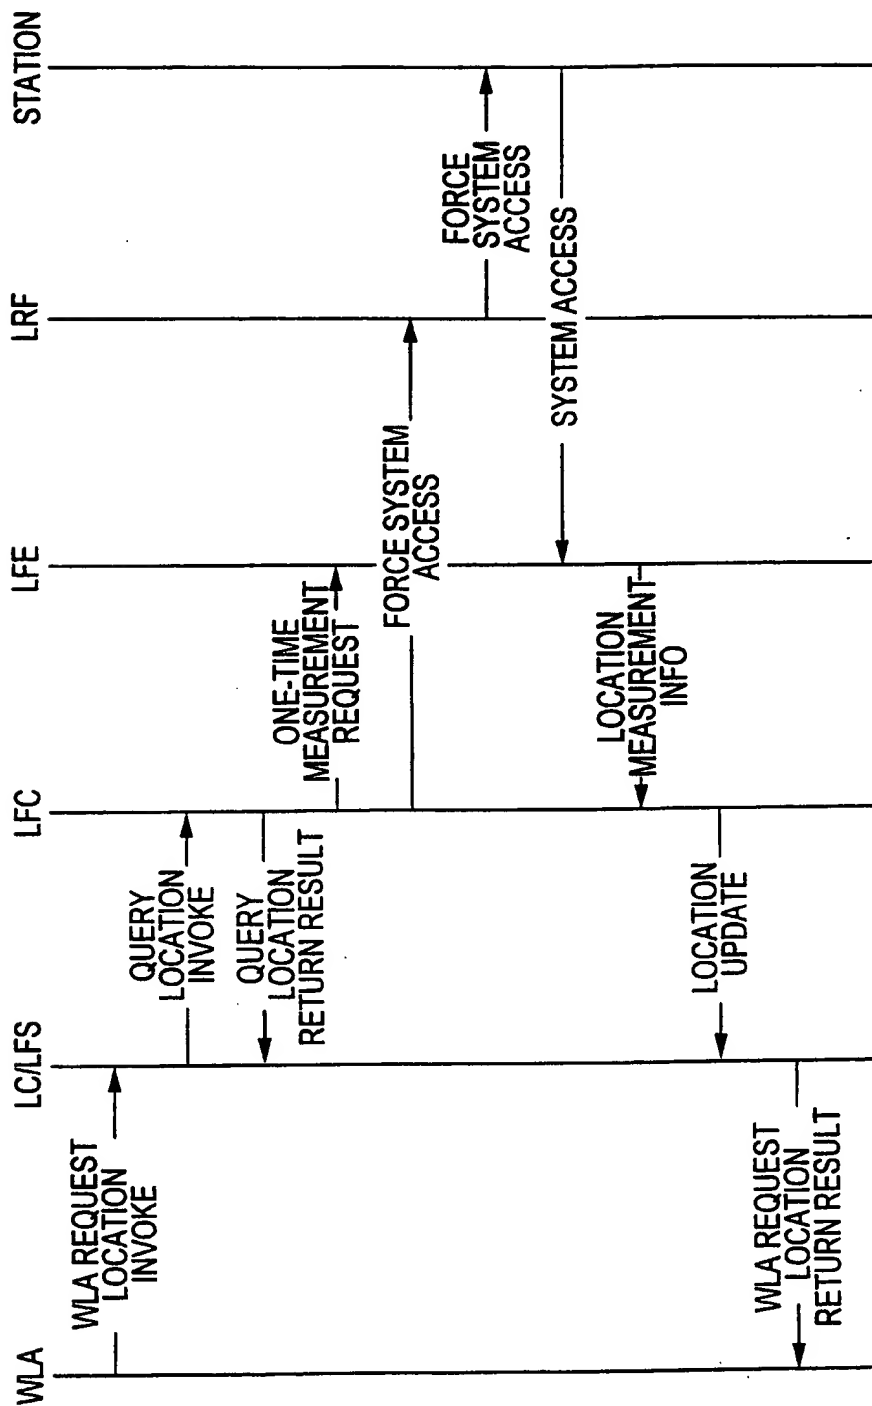 WLA
LC/LFS
LFC
LFE
LRF
STATION
WLA REQUEST
LOCATION
INVOKE
QUERY
LOCATION
INVOKE
QUERY
LOCATION
RETURN RESULT
ONE-TIME
MEASUREMENT
REQUEST
FORCE SYSTEM
ACCESS
FORCE
SYSTEM
ACCESS
SYSTEM ACCESS
LOCATION
MEASUREMENT
INFO
LOCATION
UPDATE
WLA REQUEST
LOCATION
RETURN RESULT